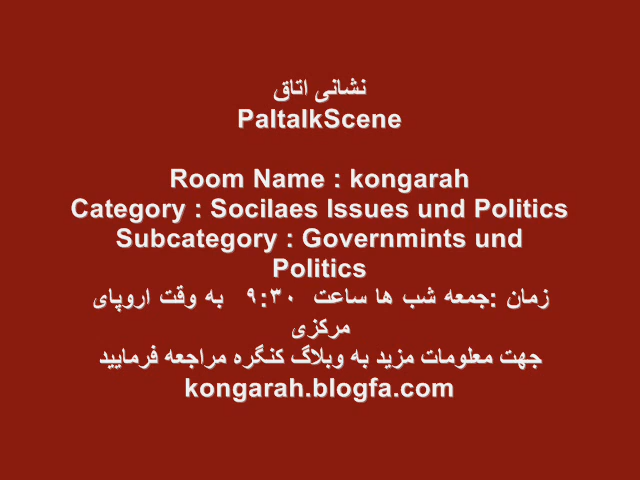 نشانی اتاق
PaltalkScene
Room Name : kongarah
Category : Socilaes Issues und Politics
Subcategory : Governmints und
Politics
زمان :جمعه شب ها ساعت ۹:۳۰ به وقت اروپای
مرکزی
جهت معلومات مزید به وبلاگ کنگره مراجعه فرمایید
kongarah.blogfa.com